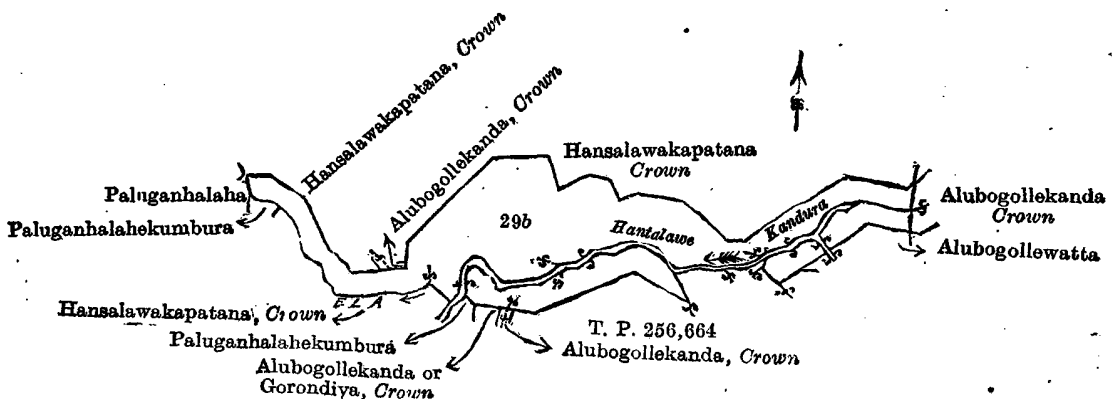 Hansalawakapatana, Crown
Alubogollekanda, Crown
Hansalawakapatana
Crown
Paluganhalaha
Paluganhalahekumbura
29b
Hantalawe
Kandura
Alubogollekanda
Crown
Alubogollewatta
ELA
Hansalawakapatana, Crown
Paluganhalahekumbura
T. P. 256,664
Alubogollekanda, Crown
Alubogollekanda or
Gorondiya, Crown